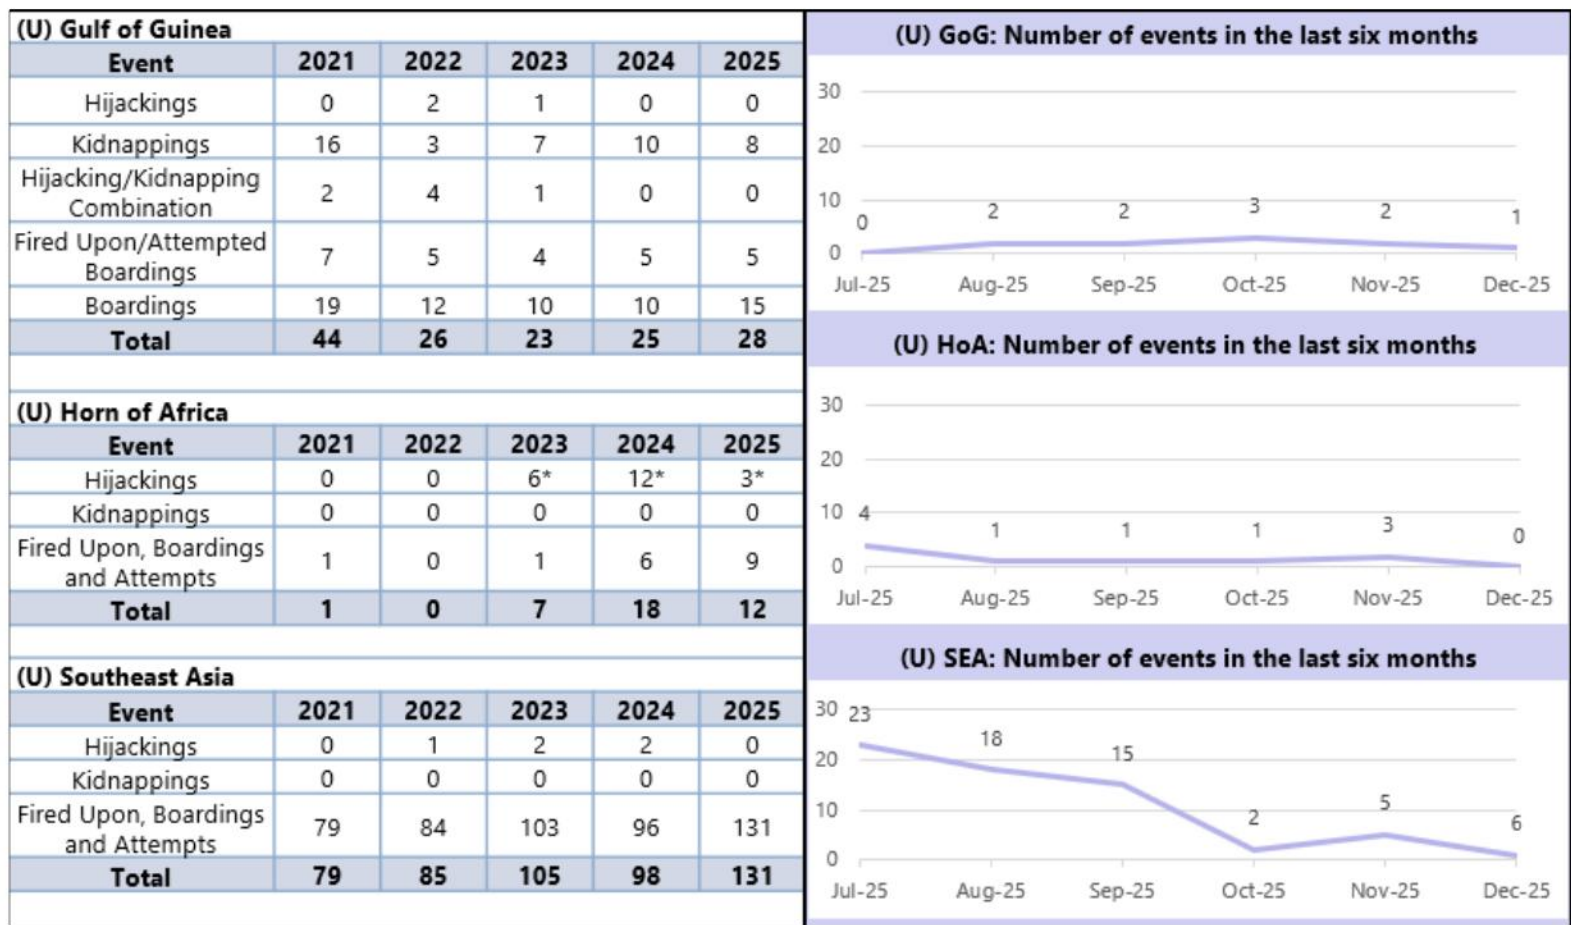 (U) Gulf of Guinea
Event 2021 2022 2023 2024 2025
Hijackings 0 2 1 0 0
Kidnappings 16 3 7 10 8
Hijacking/Kidnapping
Combination 2 4 1 0 0
Fired Upon/Attempted
Boardings 7 5 4 5 5
Boardings 19 12 10 10 15
Total 44 26 23 25 28
(U) Horn of Africa
Event 2021 2022 2023 2024 2025
Hijackings 0 0 6* 12* 3*
Kidnappings 0 0 0 0 0
Fired Upon, Boardings
and Attempts 1 0 1 6 9
Total 1 0 7 18 12
(U) Southeast Asia
Event 2021 2022 2023 2024 2025
Hijackings 0 1 2 2 0
Kidnappings 0 0 0 0 0
Fired Upon, Boardings
and Attempts 79 84 103 96 131
Total 79 85 105 98 131
(U) GoG: Number of events in the last six months
30
20
10
0
0 2 2 3 2 1
Jul-25 Aug-25 Sep-25 Oct-25 Nov-25 Dec-25
(U) HoA: Number of events in the last six months
30
20
10
0
4 1 1 1 3 0
Jul-25 Aug-25 Sep-25 Oct-25 Nov-25 Dec-25
(U) SEA: Number of events in the last six months
30
20
10
0
23 18 15 2 5 6
Jul-25 Aug-25 Sep-25 Oct-25 Nov-25 Dec-25